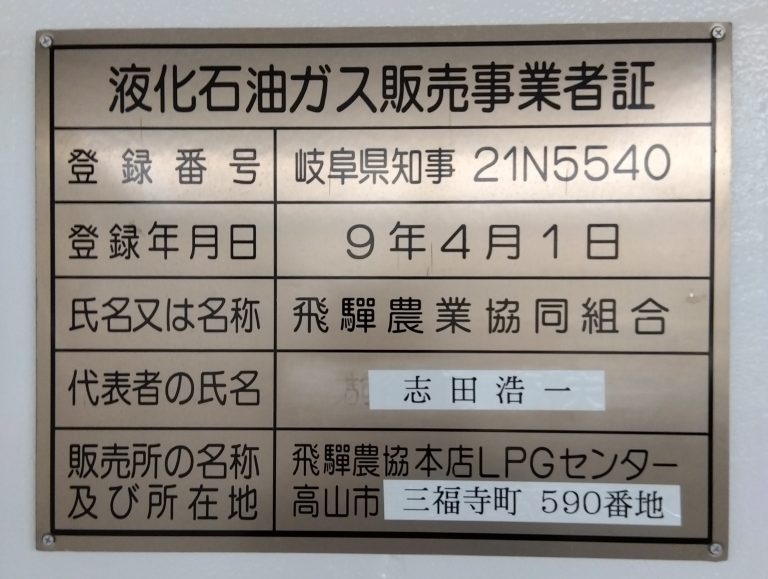 液化石油ガス販売事業者証
登録番号 岐阜県知事 21N5540
登録年月日 9年4月1日
氏名又は名称 飛驒農業協同組合
代表者の氏名 志田浩一
販売所の名称 飛驒農協本店LPGセンター
及び所在地 高山市 三福寺町 590番地